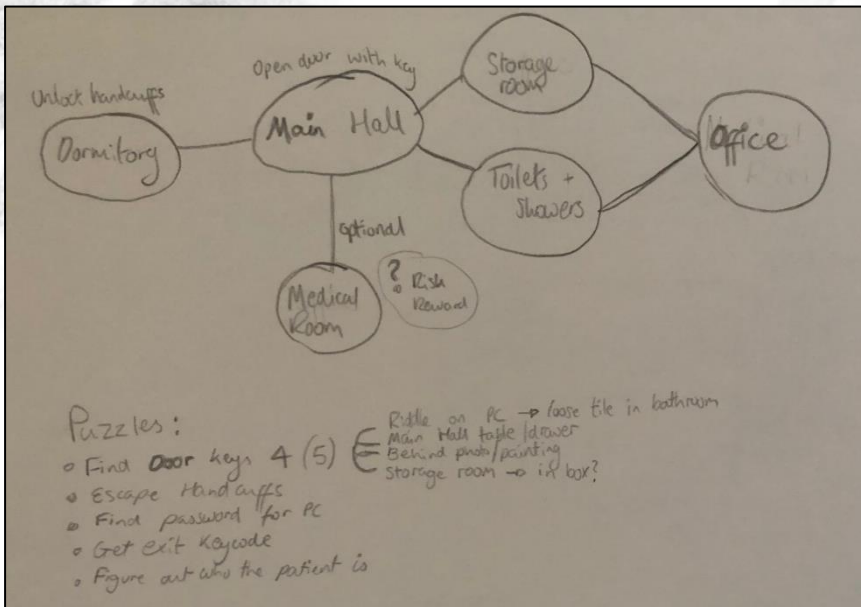 Open door with key
Storage
room
Unlock handcuffs
Dormitory
Main Hall
Office
Toilets +
Showers
optional
Medical
Room
? Risk
Reward
Puzzles:
• Find Door keys 4 (5)
Riddle on PC → loose tile in bathroom
Main Hall table/drawer
Behind photo/painting
Storage room → in box?
• Escape Handcuffs
• Find password for PC
• Get exit Keycode
• Figure out who the patient is